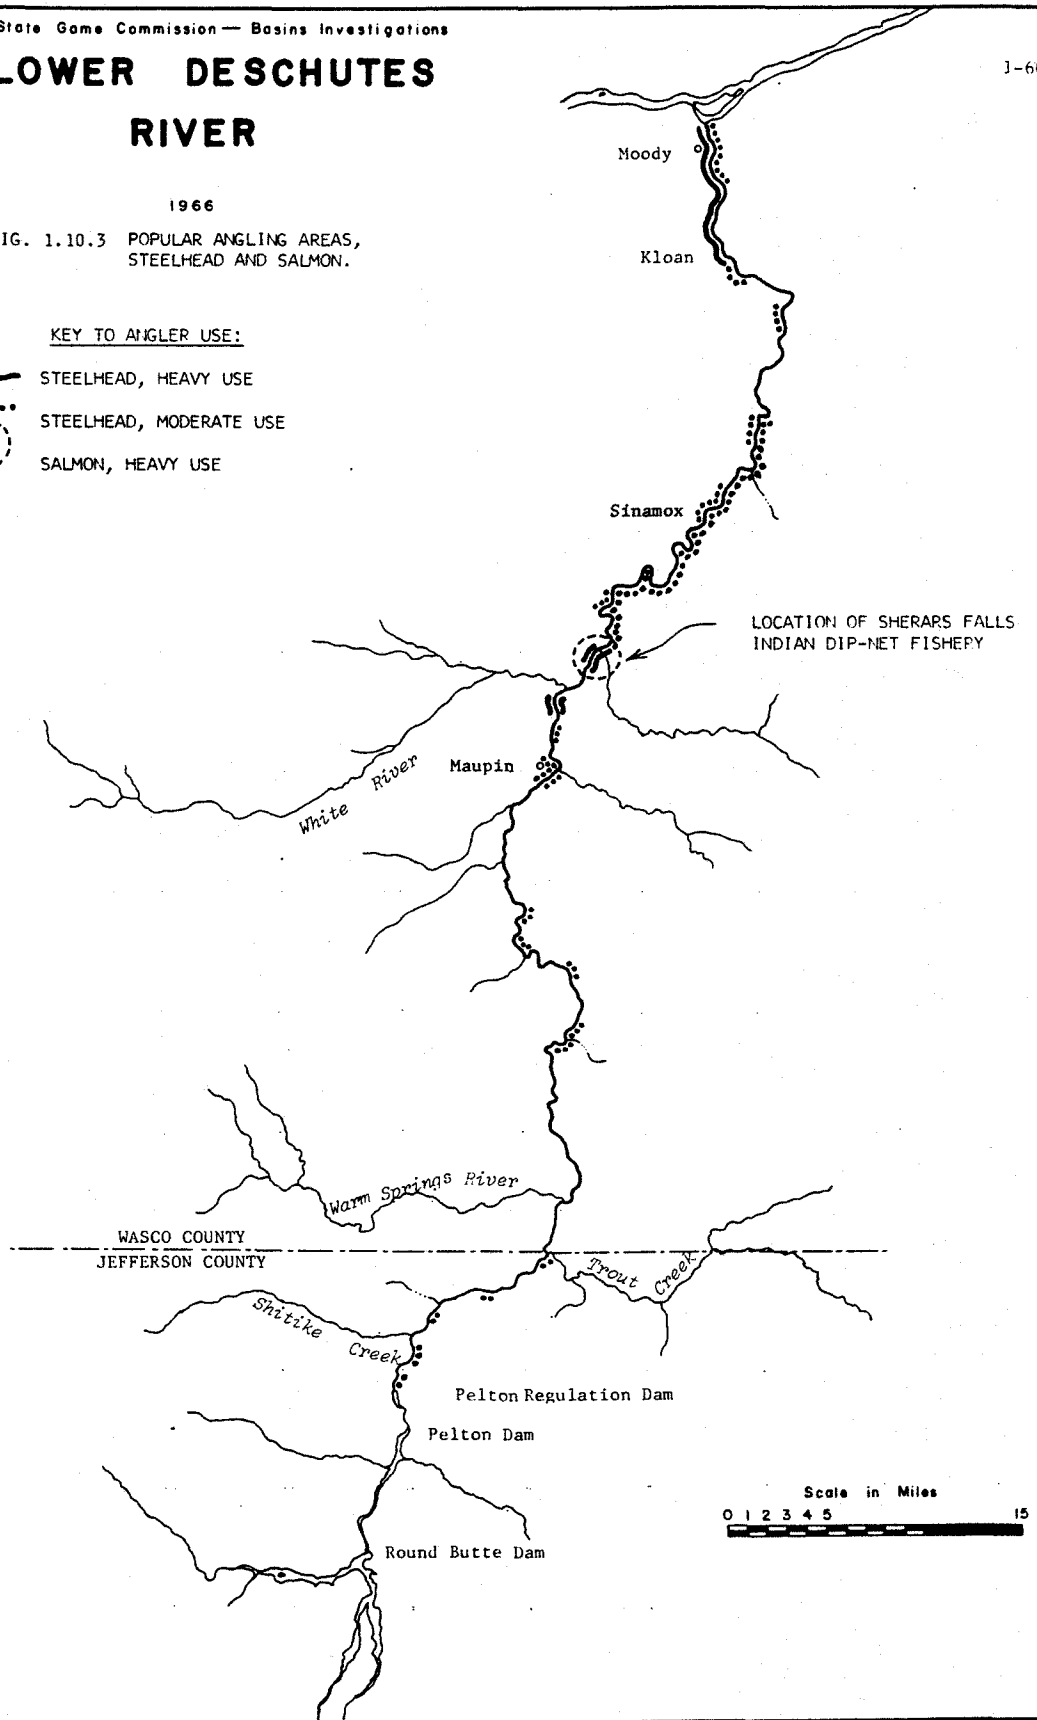 State Game Commission — Basins Investigations
LOWER DESCHUTES
RIVER
1966
IG. 1.10.3 POPULAR ANGLING AREAS,
STEELHEAD AND SALMON.
KEY TO ANGLER USE:
STEELHEAD, HEAVY USE
STEELHEAD, MODERATE USE
SALMON, HEAVY USE
Moody
Kloan
Sinamox
LOCATION OF SHERARS FALLS
INDIAN DIP-NET FISHERY
Maupin
White River
Warm Springs River
WASCO COUNTY
JEFFERSON COUNTY
Trout Creek
Shitike Creek
Pelton Regulation Dam
Pelton Dam
Round Butte Dam
Scale in Miles
0 1 2 3 4 5 15